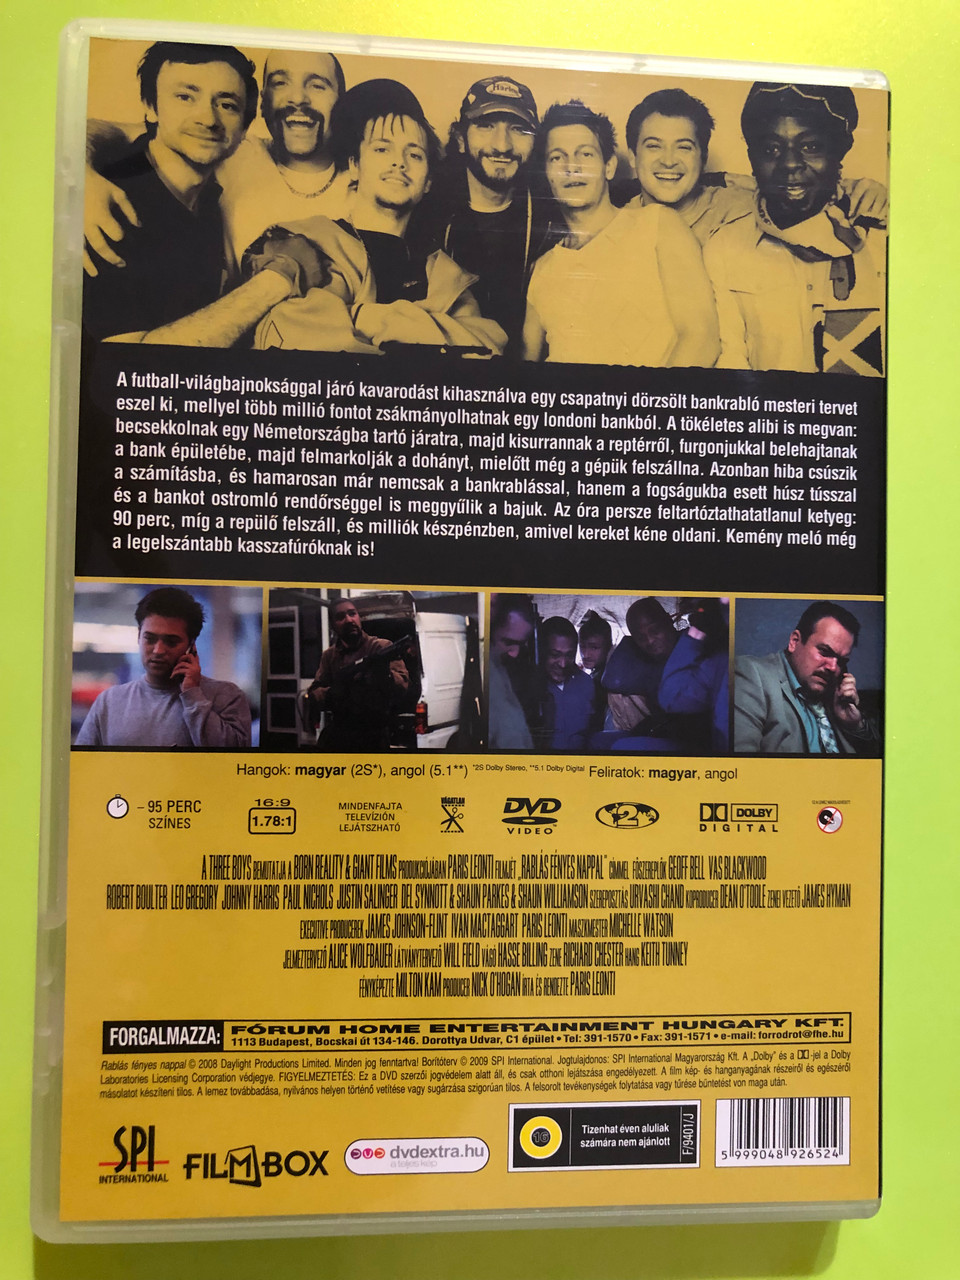 Harley
A futball-világbajnoksággal járó kavarodást kihasználva egy csapatnyi dörzsölt bankrabló mesteri tervet
eszel ki, mellyel több millió fontot zsákmányolhatnak egy londoni bankból. A tökéletes alibi is megvan:
becsekkolnak egy Németországba tartó járatra, majd kisurrannak a reptérről, furgonjukkal belehajtanak
a bank épületébe, majd felmarkolják a dohányt, mielőtt még a gépük felszállna. Azonban hiba csúszik
a számításba, és hamarosan már nemcsak a bankrablással, hanem a fogságukba esett húsz tússzal
és a bankot ostromló rendőrséggel is meggyűlik a bajuk. Az óra persze feltartóztathatatlanul ketyeg:
90 perc, míg a repülő felszáll, és milliók készpénzben, amivel kereket kéne oldani. Kemény meló még
a legelszántabb kasszafúróknak is!
Hangok: magyar (2S*), angol (5.1**) *2S Dolby Stereo, **5.1 Dolby Digital Feliratok: magyar, angol
– 95 PERC
SZÍNES
16:9
1.78:1
MINDENFAJTA
TELEVÍZIÓN
LEJÁTSZHATÓ
VÁGATLAN
DVD
VIDEO
2
DOLBY
DIGITAL
A THREE BOYS BEMUTATJA A BORN REALITY & GIANT FILMS PRODUKCIÓJÁBAN PARIS LEONTI FILMJÉT „RABLÁS FÉNYES NAPPAL" CÍMMEL FŐSZEREPLŐK GEOFF BELL VAS BLACKWOOD
ROBERT BOULTER LEO GREGORY JOHNNY HARRIS PAUL NICHOLS JUSTIN SALINGER DEL SYNNOTT & SHAUN PARKES & SHAUN WILLIAMSON SZEREPOSZTÁS URVASHI CHAND KOPRODUCER DEAN O'TOOLE ZENEI VEZETŐ JAMES HYMAN
EXECUTIVE PRODUCEREK JAMES JOHNSON-FLINT IVAN MACTAGGART PARIS LEONTI MASZKMESTER MICHELLE WATSON
JELMEZTERVEZŐ ALICE WOLFBAUER LÁTVÁNYTERVEZŐ WILL FIELD VÁGÓ HASSE BILLING ZENE RICHARD CHESTER HANG KEITH TUNNEY
FÉNYKÉPEZTE MILTON KAM PRODUCER NICK O'HOGAN ÍRTA ÉS RENDEZTE PARIS LEONTI
FORGALMAZZA:
FÓRUM HOME ENTERTAINMENT HUNGARY KFT.
1113 Budapest, Bocskai út 134-146. Dorottya Udvar, C1 épület • Tel: 391-1570 • Fax: 391-1571 • e-mail: forrodrot@fhe.hu
Rablás fényes nappal © 2008 Daylight Productions Limited. Minden jog fenntartva! Borítóterv © 2009 SPI International. Jogtulajdonos: SPI International Magyarország Kft. A „Dolby" és a -jel a Dolby
Laboratories Licensing Corporation védjegye. FIGYELMEZTETÉS: Ez a DVD szerzői jogvédelem alatt áll, és csak otthoni lejátszása engedélyezett. A film kép- és hanganyagának részeiről és egészéről
másolatot készíteni tilos. A lemez továbbadása, nyilvános helyen történő vetítése vagy sugárzása szigorúan tilos. A felsorolt tevékenységek folytatása vagy tűrése büntetést von maga után.
SPI
INTERNATIONAL
FILMBOX
DVD dvdextra.hu
a teljes kép
16
Tizenhat éven aluliak
számára nem ajánlott
F/9401/J
5 999048 926524